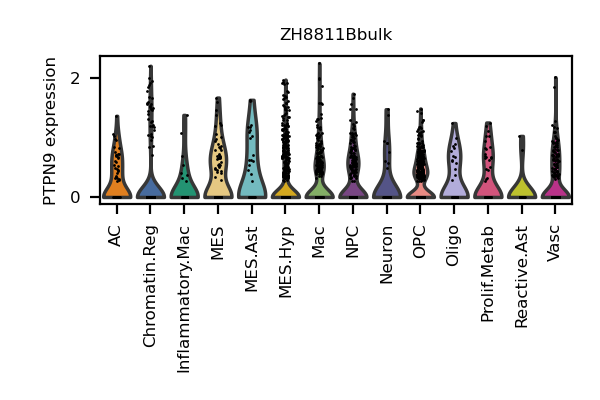 ZH8811Bbulk
PTPN9 expression
2
0
AC
Chromatin.Reg
Inflammatory.Mac
MES
MES.Ast
MES.Hyp
Mac
NPC
Neuron
OPC
Oligo
Prolif.Metab
Reactive.Ast
Vasc